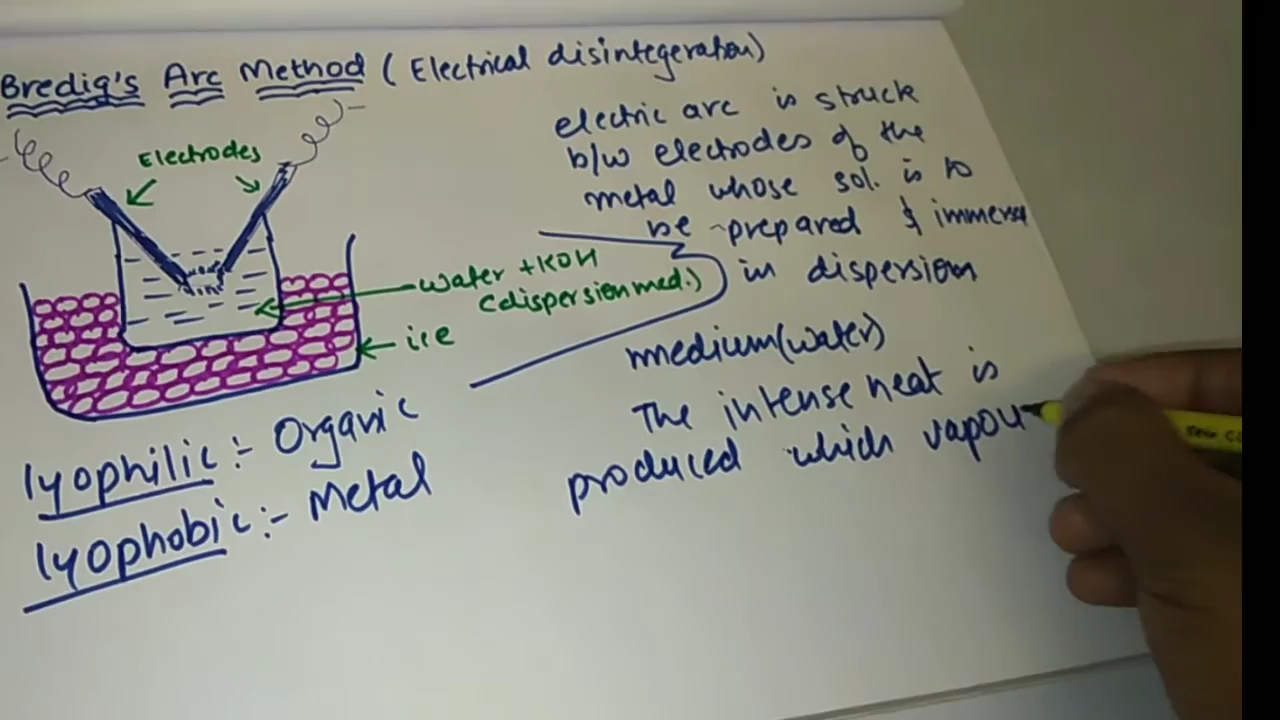 Bredig's Arc Method (Electrical disintegeration)
Electrodes
electric arc is struck
b/w electrodes of the
metal whose sol. is to
be prepared & immerse
in dispersion
medium(water)
The intense heat is
produced which vapou
water + KOH
(dispersion med.)
ice
lyophilic :- Organic
lyophobic :- Metal